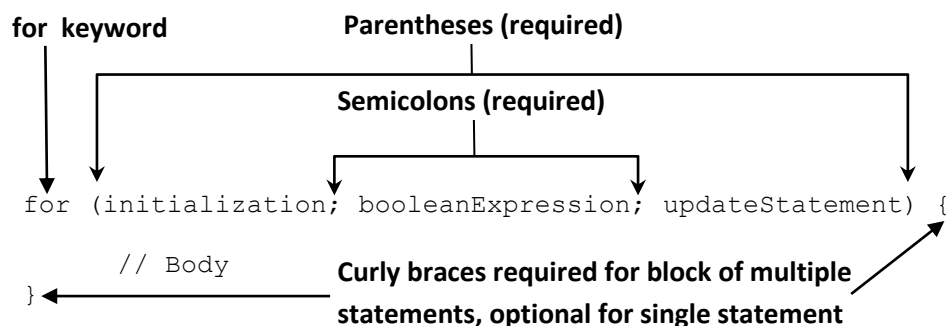 for keyword
Parentheses (required)
Semicolons (required)
for (initialization; booleanExpression; updateStatement) {
// Body
Curly braces required for block of multiple
}
statements, optional for single statement